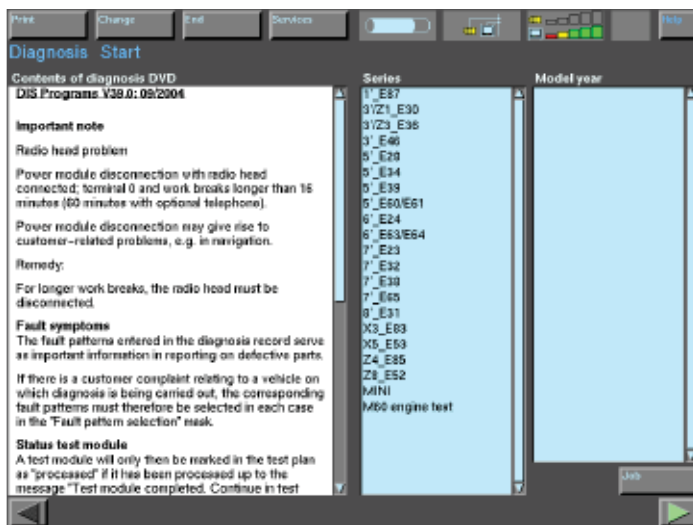 Print
Change
End
Services
Help
Diagnosis Start
Contents of diagnosis DVD
DIS Programs V39.0: 09/2004
Important note
Radio head problem
Power module disconnection with radio head
connected; terminal 0 and work breaks longer than 16
minutes (60 minutes with optional telephone).
Power module disconnection may give rise to
customer-related problems, e.g. in navigation.
Remedy:
For longer work breaks, the radio head must be
disconnected.
Fault symptoms
The fault patterns entered in the diagnosis record serve
as important information in reporting on defective parts.
If there is a customer complaint relating to a vehicle on
which diagnosis is being carried out, the corresponding
fault patterns must therefore be selected in each case
in the "Fault pattern selection" mask.
Status test module
A test module will only then be marked in the test plan
as "processed" if it has been processed up to the
message "Test module completed. Continue in test
Series
1'_E87
3'/Z1_E30
3'/Z3_E36
3'_E46
5'_E28
5'_E34
5'_E39
5'_E60/E61
6'_E24
6'_E63/E64
7'_E23
7'_E32
7'_E38
7'_E65
8'_E31
X3_E83
X5_E53
Z4_E85
Z8_E52
MINI
M60 engine test
Model year
Job